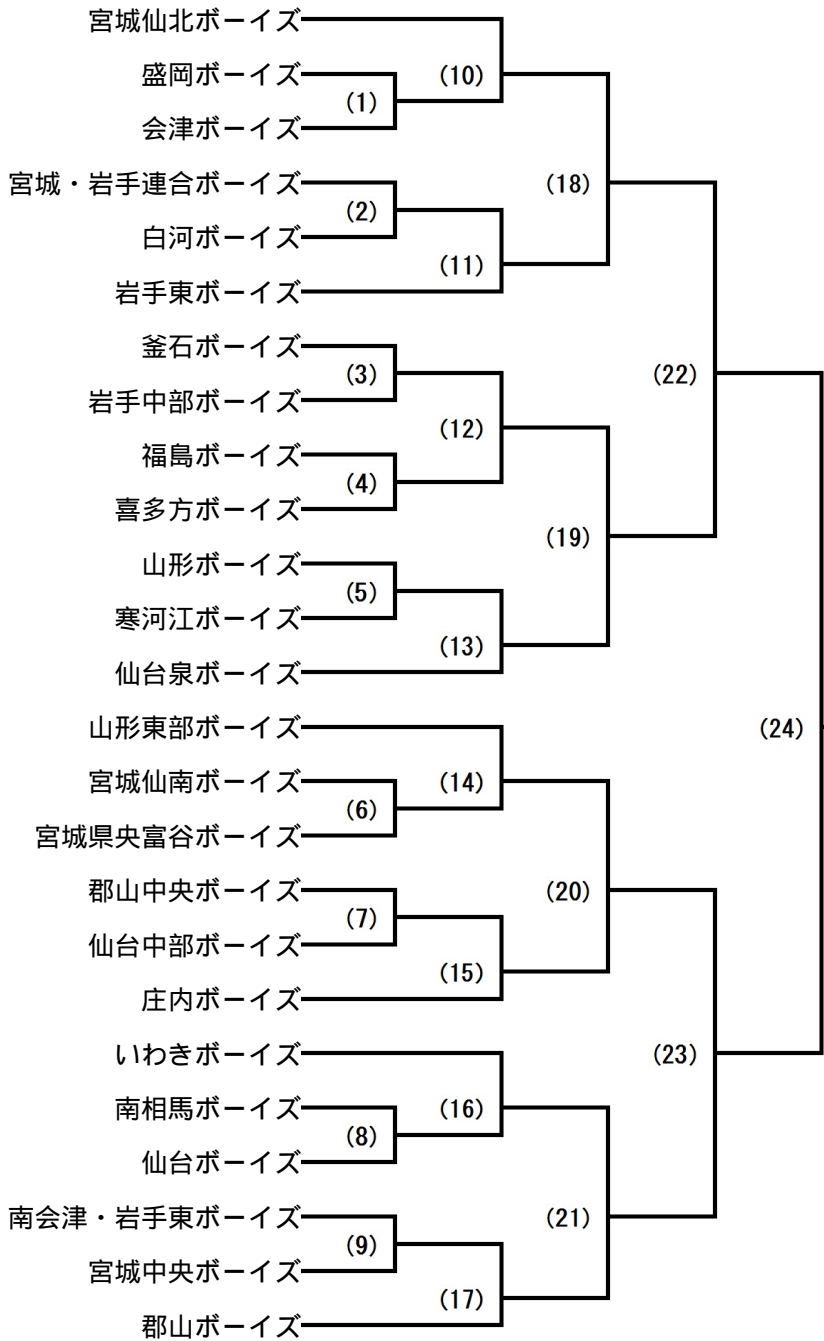 宮城仙北ボーイズ
盛岡ボーイズ
(10)
(1)
会津ボーイズ
宮城・岩手連合ボーイズ
(18)
(2)
白河ボーイズ
(11)
岩手東ボーイズ
釜石ボーイズ
(3)
(22)
岩手中部ボーイズ
(12)
福島ボーイズ
(4)
喜多方ボーイズ
(19)
山形ボーイズ
(5)
寒河江ボーイズ
(13)
仙台泉ボーイズ
山形東部ボーイズ
(24)
宮城仙南ボーイズ
(14)
(6)
宮城県央富谷ボーイズ
郡山中央ボーイズ
(20)
(7)
仙台中部ボーイズ
(15)
庄内ボーイズ
いわきボーイズ
(23)
南相馬ボーイズ
(16)
(8)
仙台ボーイズ
南会津・岩手東ボーイズ
(21)
(9)
宮城中央ボーイズ
(17)
郡山ボーイズ